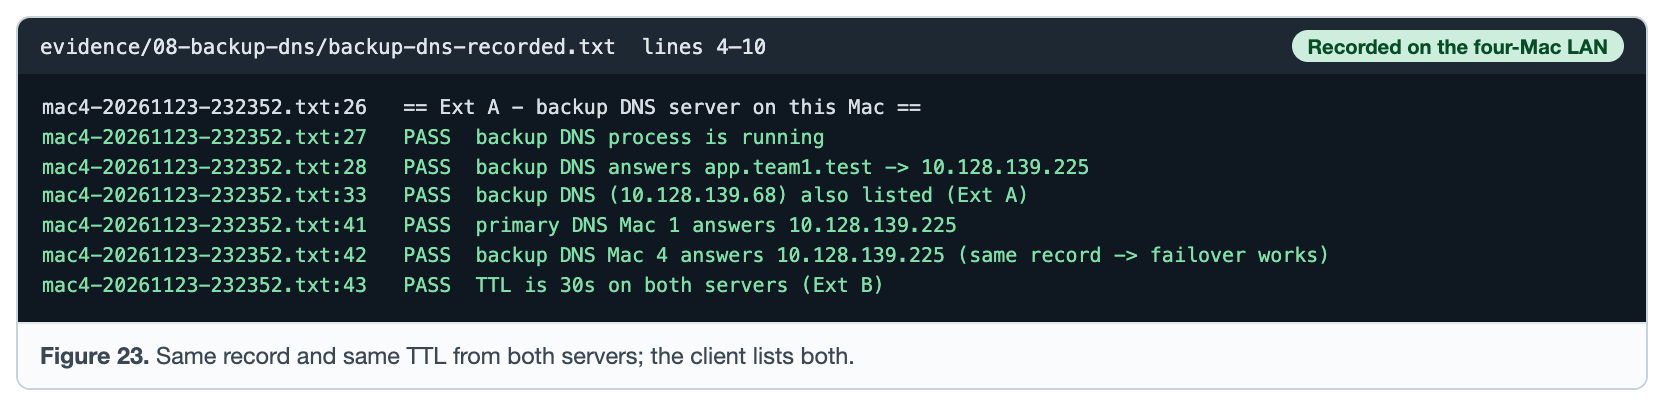 evidence/08-backup-dns/backup-dns-recorded.txt  lines 4–10
Recorded on the four-Mac LAN
mac4-20261123-232352.txt:26   == Ext A - backup DNS server on this Mac ==
mac4-20261123-232352.txt:27   PASS  backup DNS process is running
mac4-20261123-232352.txt:28   PASS  backup DNS answers app.team1.test -> 10.128.139.225
mac4-20261123-232352.txt:33   PASS  backup DNS (10.128.139.68) also listed (Ext A)
mac4-20261123-232352.txt:41   PASS  primary DNS Mac 1 answers 10.128.139.225
mac4-20261123-232352.txt:42   PASS  backup DNS Mac 4 answers 10.128.139.225 (same record -> failover works)
mac4-20261123-232352.txt:43   PASS  TTL is 30s on both servers (Ext B)
Figure 23. Same record and same TTL from both servers; the client lists both.